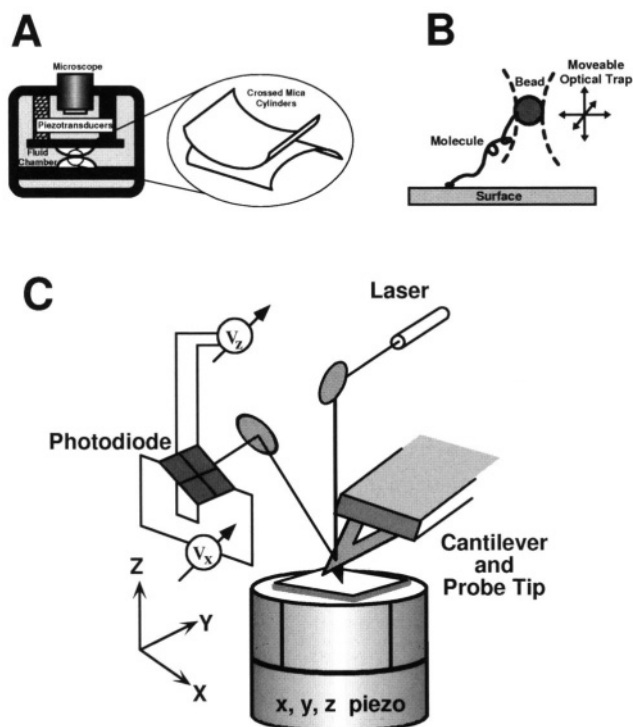 A
Microscope
Piezotransducers
Fluid
Chamber
Crossed Mica
Cylinders
B
Bead
Moveable
Optical Trap
Molecule
Surface
C
Laser
Vz
Photodiode
Vx
Cantilever
and
Probe Tip
Z
Y
X
x, y, z piezo